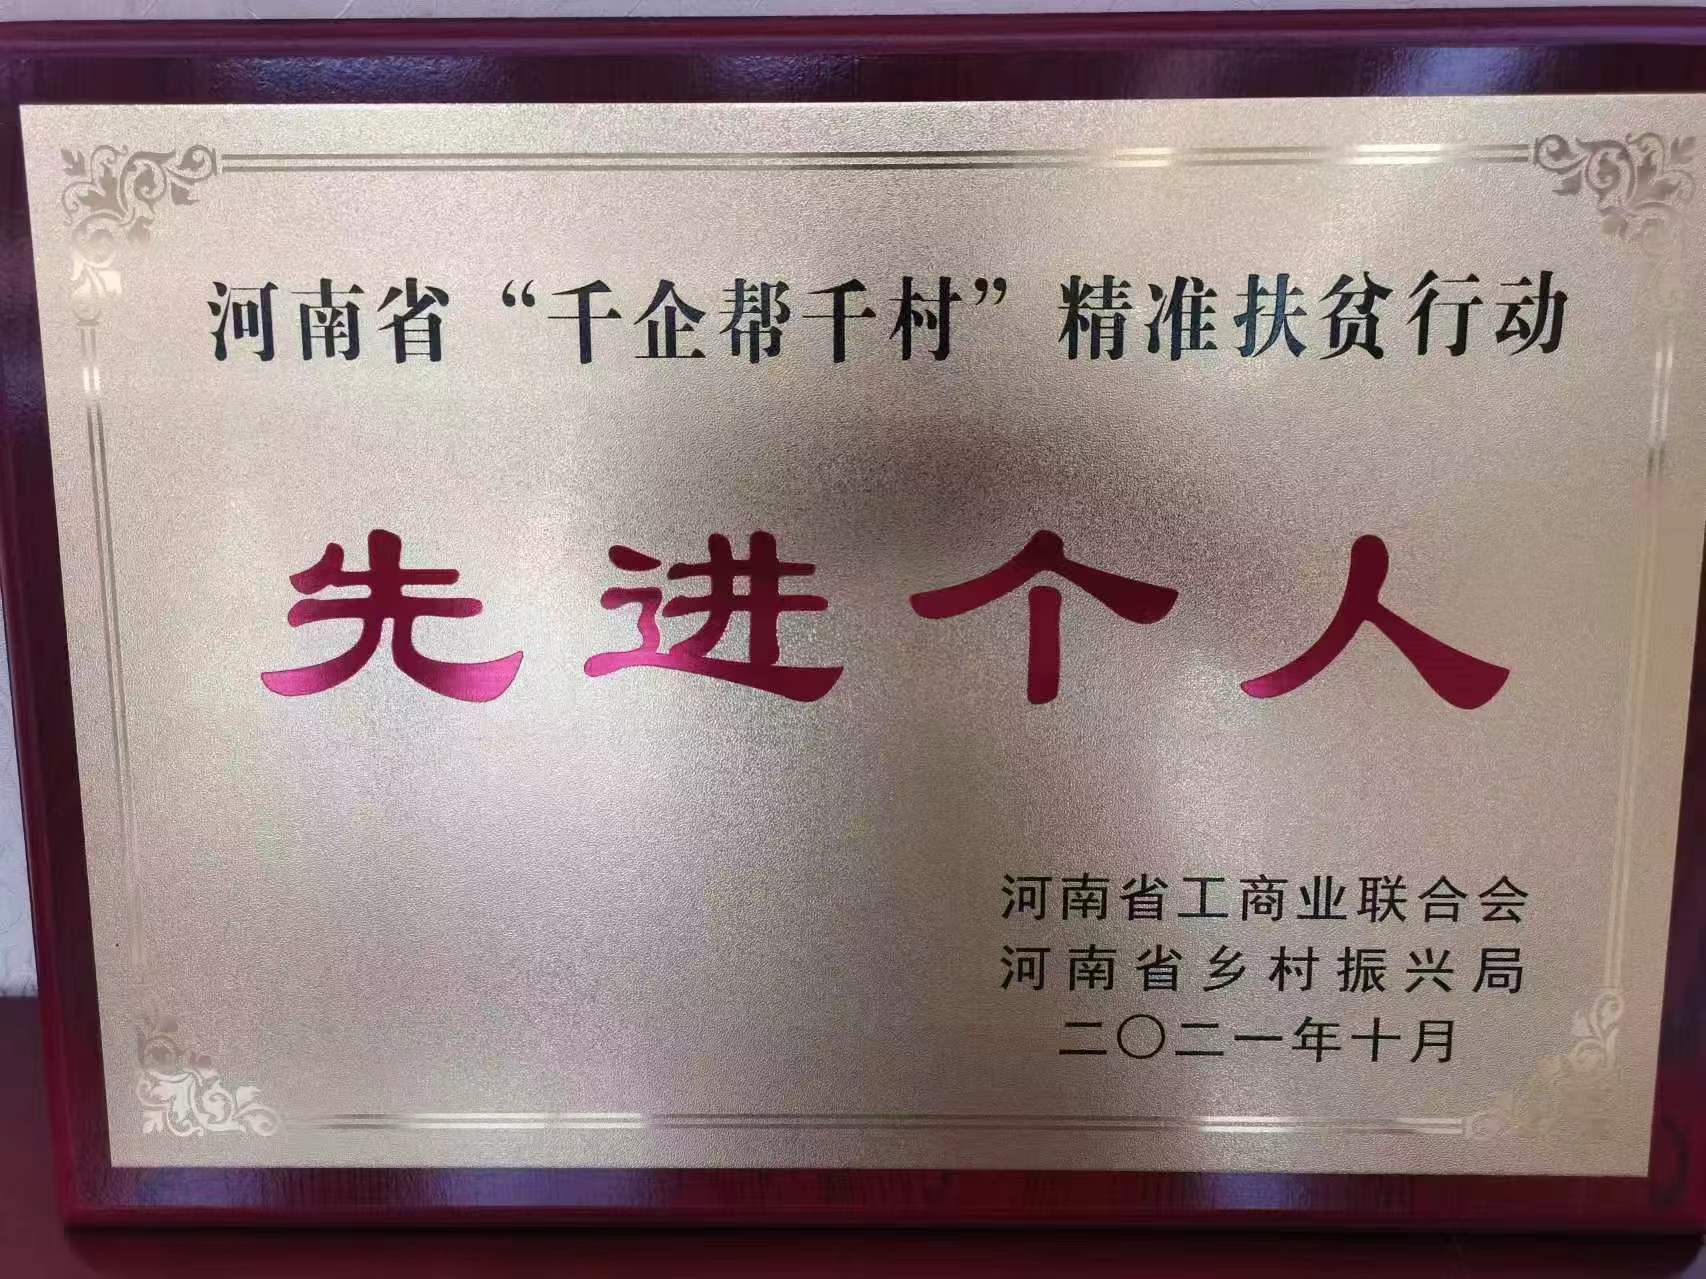 河南省“千企帮千村”精准扶贫行动
先进个人
河南省工商业联合会
河南省乡村振兴局
二〇二一年十月